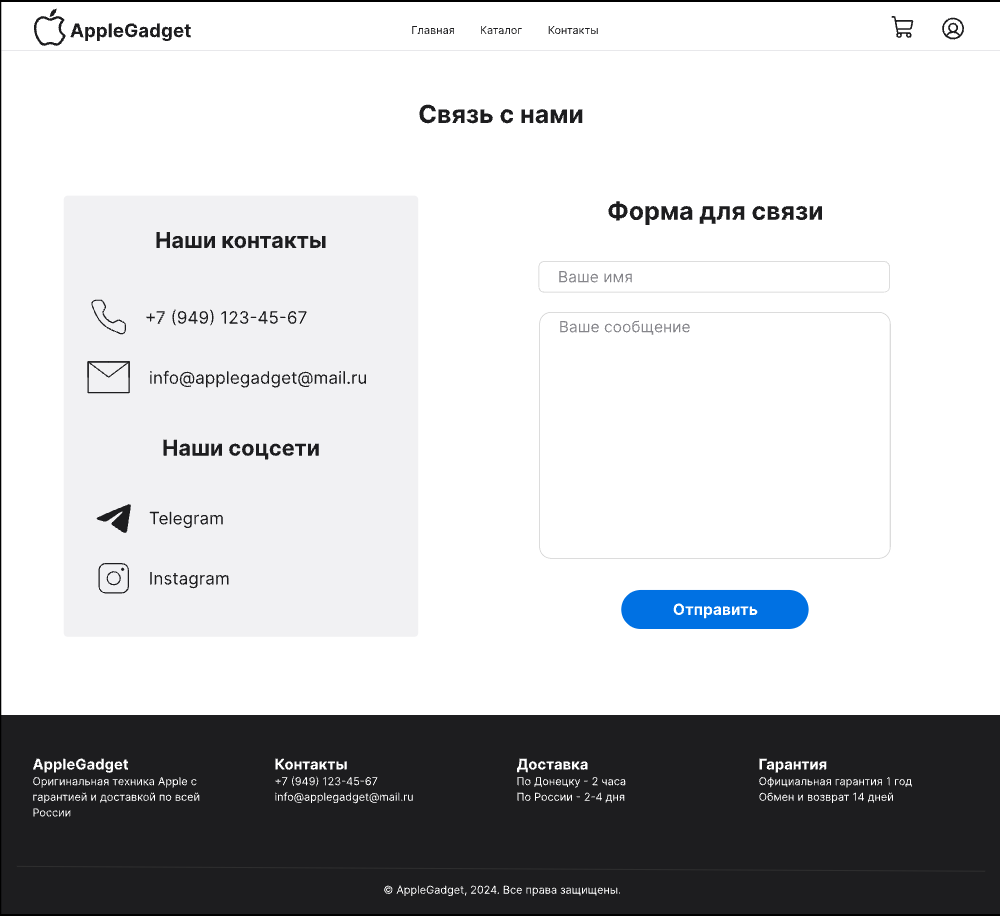 AppleGadget
Главная Каталог Контакты
Связь с нами
Наши контакты
+7 (949) 123-45-67
info@applegadget@mail.ru
Наши соцсети
Telegram
Instagram
Форма для связи
Ваше имя
Ваше сообщение
Отправить
AppleGadget
Оригинальная техника Apple с
гарантией и доставкой по всей
России
Контакты
+7 (949) 123-45-67
info@applegadget@mail.ru
Доставка
По Донецку - 2 часа
По России - 2-4 дня
Гарантия
Официальная гарантия 1 год
Обмен и возврат 14 дней
© AppleGadget, 2024. Все права защищены.